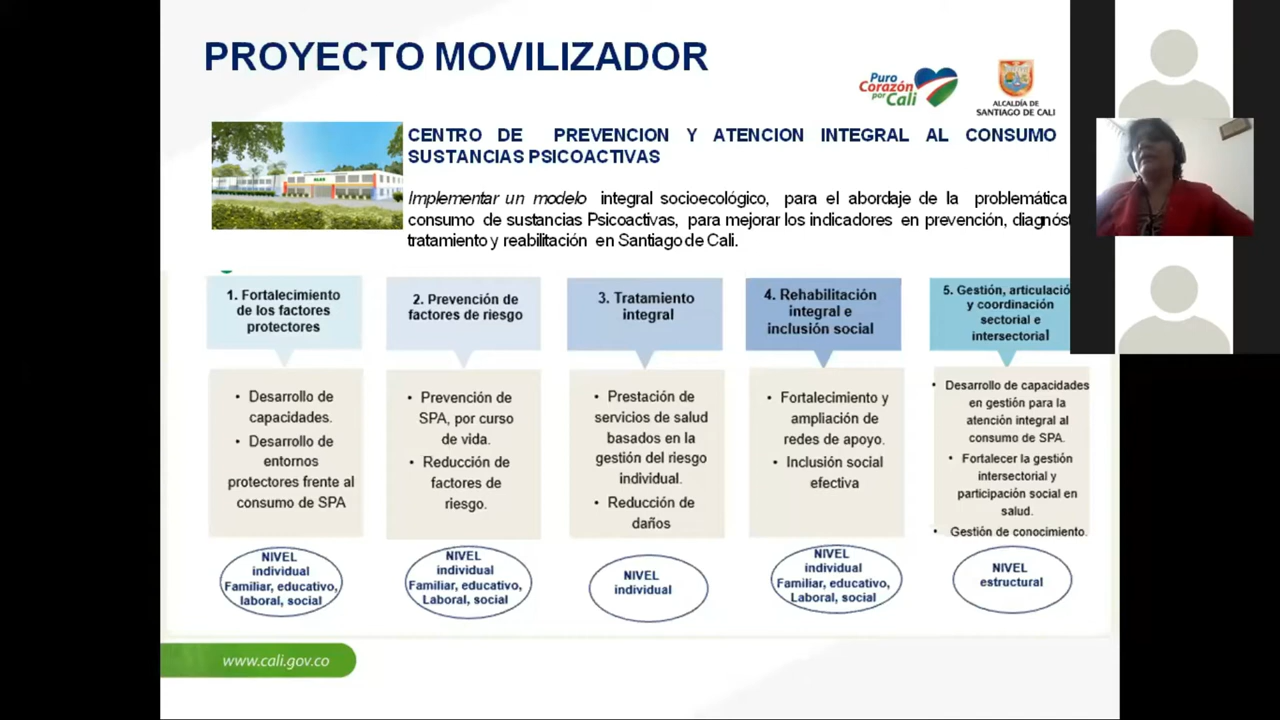 PROYECTO MOVILIZADOR
Puro
Corazón
por Cali
ALCALDÍA DE
SANTIAGO DE CALI
CENTRO DE PREVENCION Y ATENCION INTEGRAL AL CONSUMO
SUSTANCIAS PSICOACTIVAS
Implementar un modelo integral socioecológico, para el abordaje de la problemática
consumo de sustancias Psicoactivas, para mejorar los indicadores en prevención,
tratamiento y reabilitación en Santiago de Cali.
1. Fortalecimiento
de los factores
protectores
• Desarrollo de
capacidades.
• Desarrollo de
entornos
protectores frente al
consumo de SPA
NIVEL
individual
Familiar, educativo,
laboral, social
2. Prevención de
factores de riesgo
• Prevención de
SPA, por curso
de vida.
• Reducción de
factores de
riesgo.
NIVEL
individual
Familiar, educativo,
Laboral, social
3. Tratamiento
integral
• Prestación de
servicios de salud
basados en la
gestión del riesgo
individual.
• Reducción de
daños
NIVEL
individual
4. Rehabilitación
integral e
inclusión social
• Fortalecimiento y
ampliación de
redes de apoyo.
• Inclusión social
efectiva
NIVEL
individual
Familiar, educativo,
Laboral, social
5. Gestión,
y coordinación
sectorial e
intersectorial
• Desarrollo de capacidades
en gestión para la
atención integral al
consumo de SPA.
• Fortalecer la gestión
intersectorial y
participación social en
salud.
• Gestión de conocimiento.
NIVEL
estructural
www.cali.gov.co